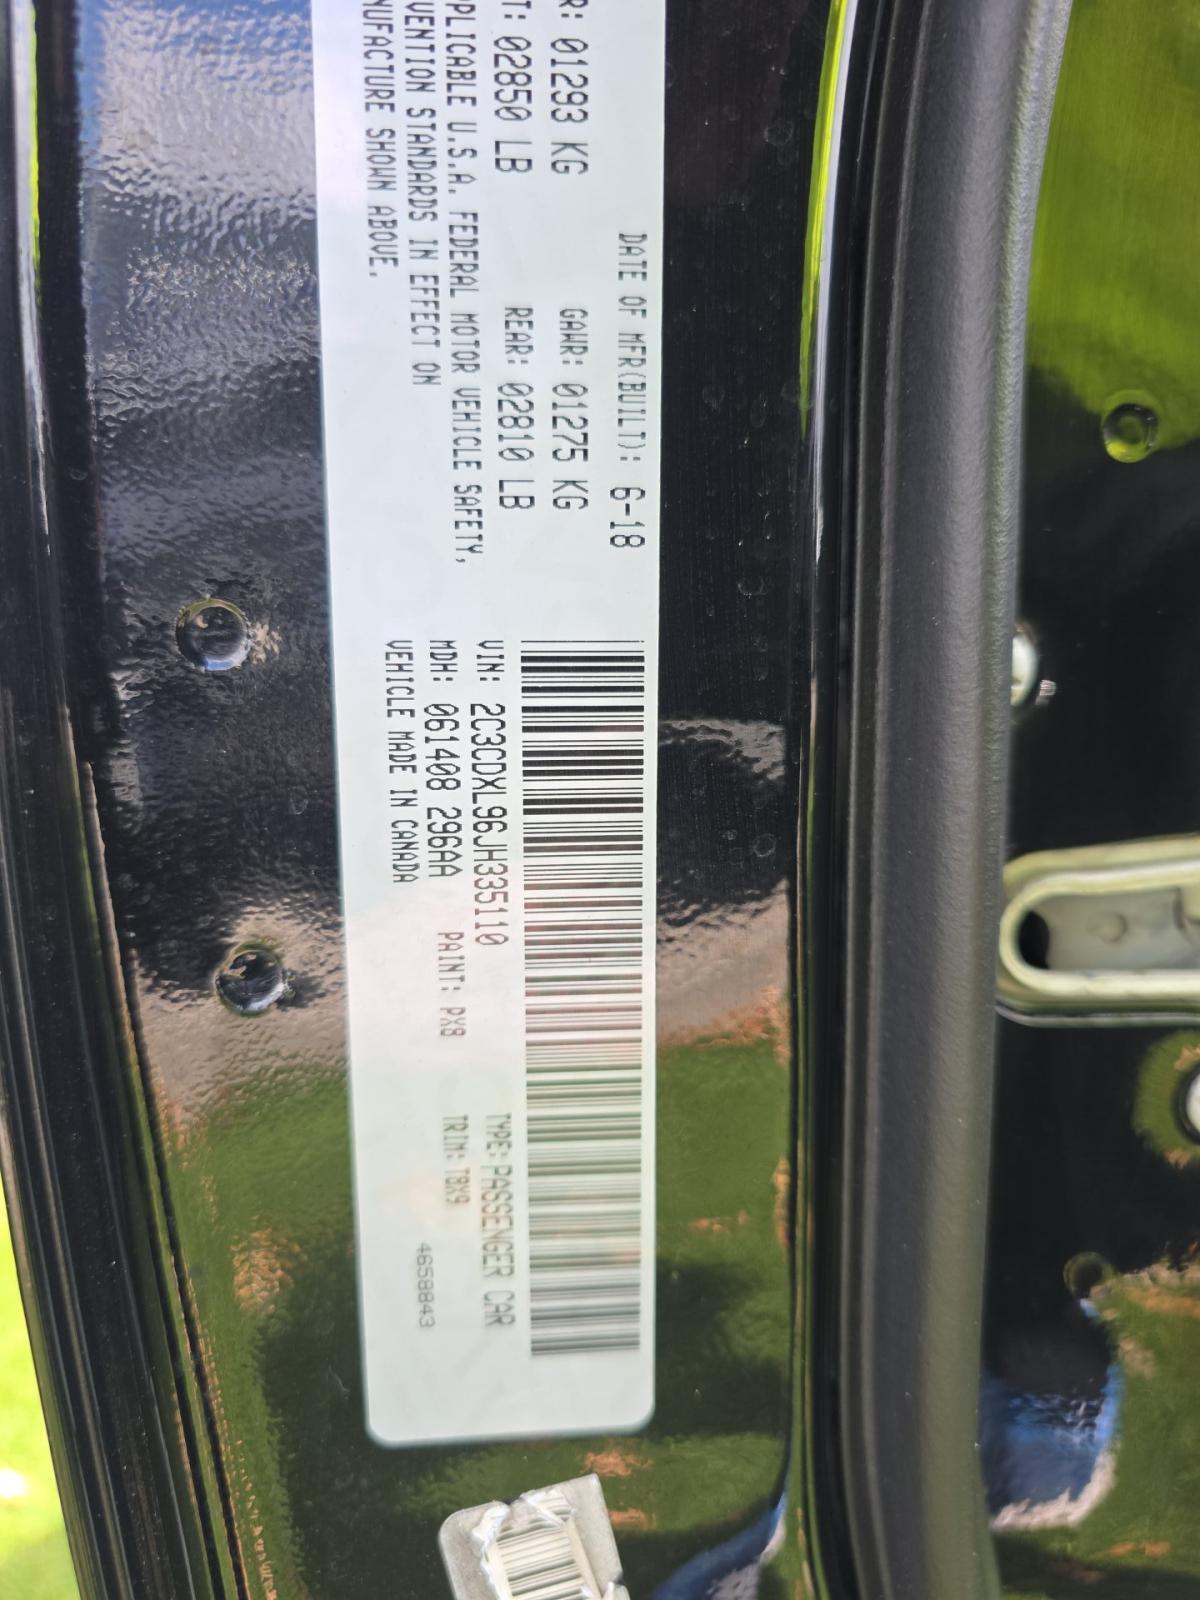 DATE OF MFR(BUILT): 6-18
R: 01293 KG GAWR: 01275 KG
T: 02850 LB REAR: 02810 LB
PPLICABLE U.S.A. FEDERAL MOTOR VEHICLE SAFETY,
VENTION STANDARDS IN EFFECT ON
NUFACTURE SHOWN ABOVE.
VIN: 2C3CDXL96JH335110 TYPE: PASSENGER CAR
MDH: 061408 296AA PAINT: PX8 TRIM: T8X9
VEHICLE MADE IN CANADA 4658843